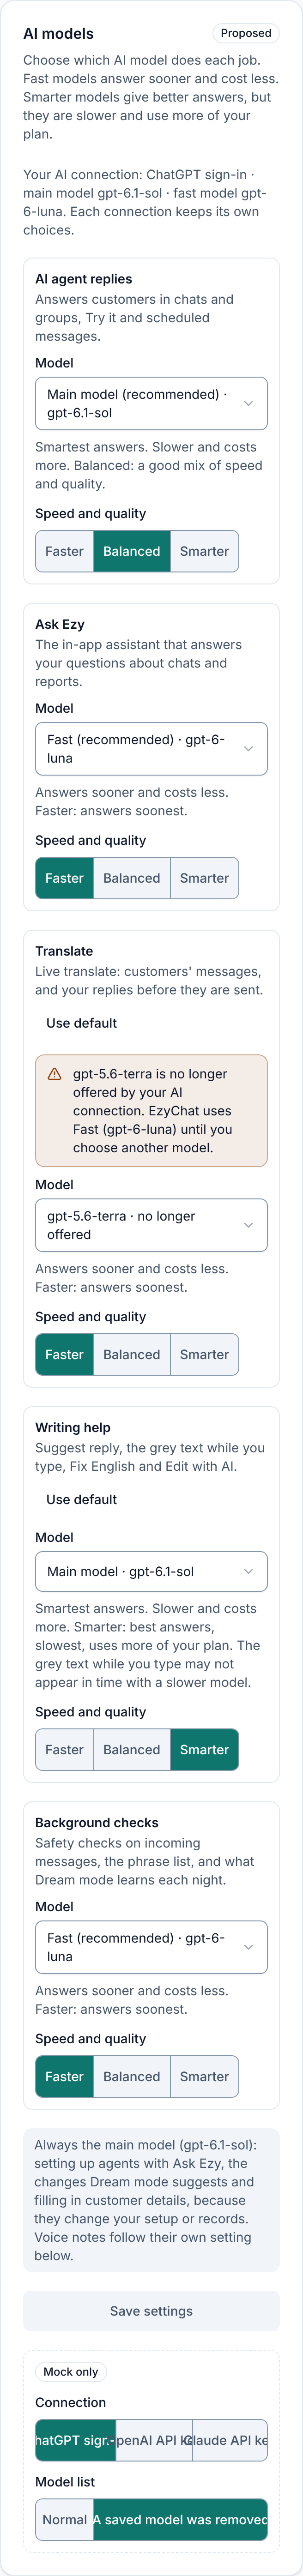 AI models
Proposed
Choose which AI model does each job.
Fast models answer sooner and cost less.
Smarter models give better answers, but
they are slower and use more of your
plan.
Your AI connection: ChatGPT sign-in ·
main model gpt-6.1-sol · fast model gpt-
6-luna. Each connection keeps its own
choices.
AI agent replies
Answers customers in chats and
groups, Try it and scheduled
messages.
Model
Main model (recommended) ·
gpt-6.1-sol
Smartest answers. Slower and costs
more. Balanced: a good mix of speed
and quality.
Speed and quality
Faster Balanced Smarter
Ask Ezy
The in-app assistant that answers
your questions about chats and
reports.
Model
Fast (recommended) · gpt-6-
luna
Answers sooner and costs less.
Faster: answers soonest.
Speed and quality
Faster Balanced Smarter
Translate
Live translate: customers' messages,
and your replies before they are sent.
Use default
gpt-5.6-terra is no longer
offered by your AI
connection. EzyChat uses
Fast (gpt-6-luna) until you
choose another model.
Model
gpt-5.6-terra · no longer
offered
Answers sooner and costs less.
Faster: answers soonest.
Speed and quality
Faster Balanced Smarter
Writing help
Suggest reply, the grey text while you
type, Fix English and Edit with AI.
Use default
Model
Main model · gpt-6.1-sol
Smartest answers. Slower and costs
more. Smarter: best answers,
slowest, uses more of your plan. The
grey text while you type may not
appear in time with a slower model.
Speed and quality
Faster Balanced Smarter
Background checks
Safety checks on incoming
messages, the phrase list, and what
Dream mode learns each night.
Model
Fast (recommended) · gpt-6-
luna
Answers sooner and costs less.
Faster: answers soonest.
Speed and quality
Faster Balanced Smarter
Always the main model (gpt-6.1-sol):
setting up agents with Ask Ezy, the
changes Dream mode suggests and
filling in customer details, because
they change your setup or records.
Voice notes follow their own setting
below.
Save settings
Mock only
Connection
hatGPT sign- penAI API ke laude API ke
Model list
Normal A saved model was removed